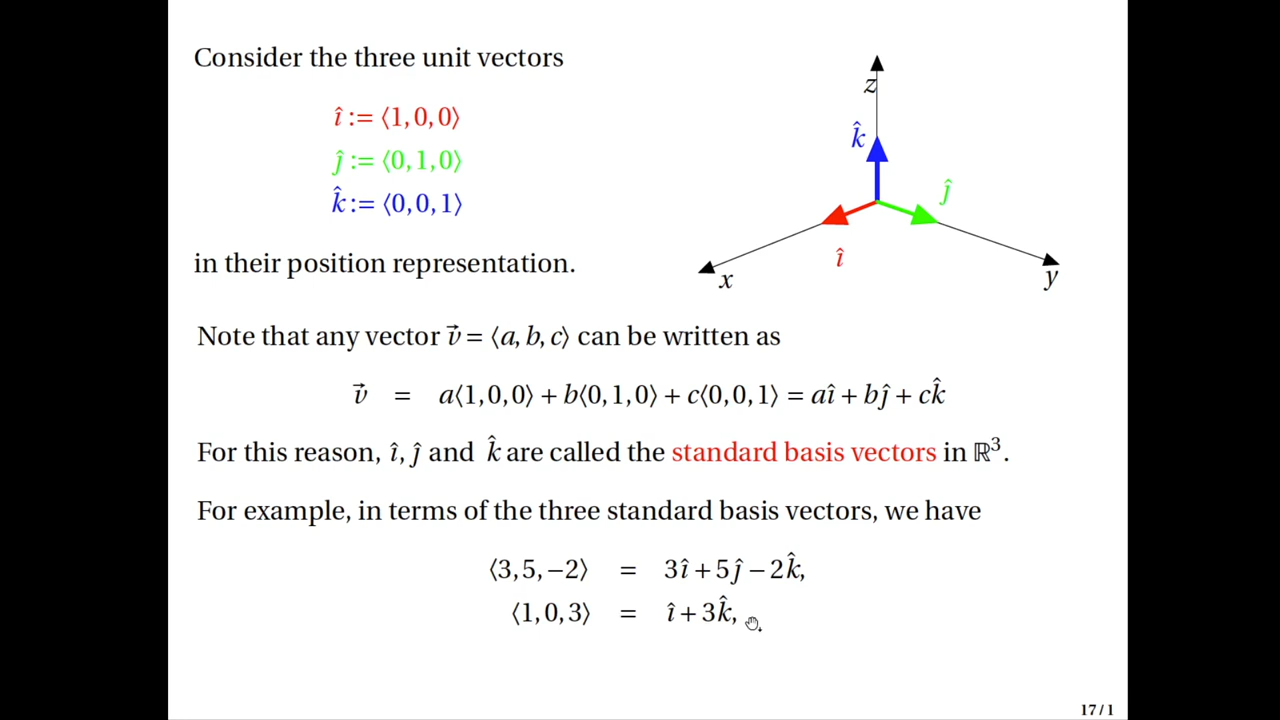 Consider the three unit vectors
î := ⟨1, 0, 0⟩
ĵ := ⟨0, 1, 0⟩
k̂ := ⟨0, 0, 1⟩
in their position representation.
z
k̂
ĵ
î
x
y
Note that any vector v⃗ = ⟨a, b, c⟩ can be written as
v⃗ = a⟨1, 0, 0⟩ + b⟨0, 1, 0⟩ + c⟨0, 0, 1⟩ = aî + bĵ + ck̂
For this reason, î, ĵ and k̂ are called the standard basis vectors in ℝ³.
For example, in terms of the three standard basis vectors, we have
⟨3, 5, −2⟩ = 3î + 5ĵ − 2k̂,
⟨1, 0, 3⟩ = î + 3k̂,
17 / 1